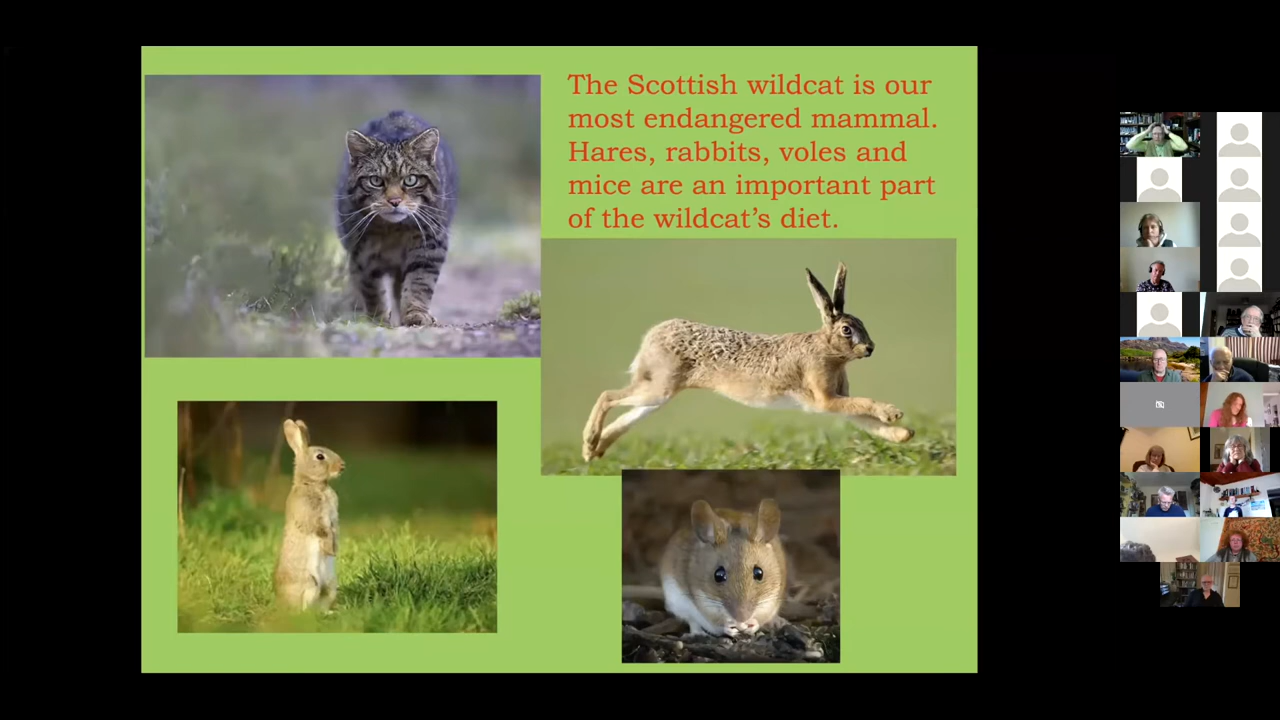 The Scottish wildcat is our
most endangered mammal.
Hares, rabbits, voles and
mice are an important part
of the wildcat's diet.